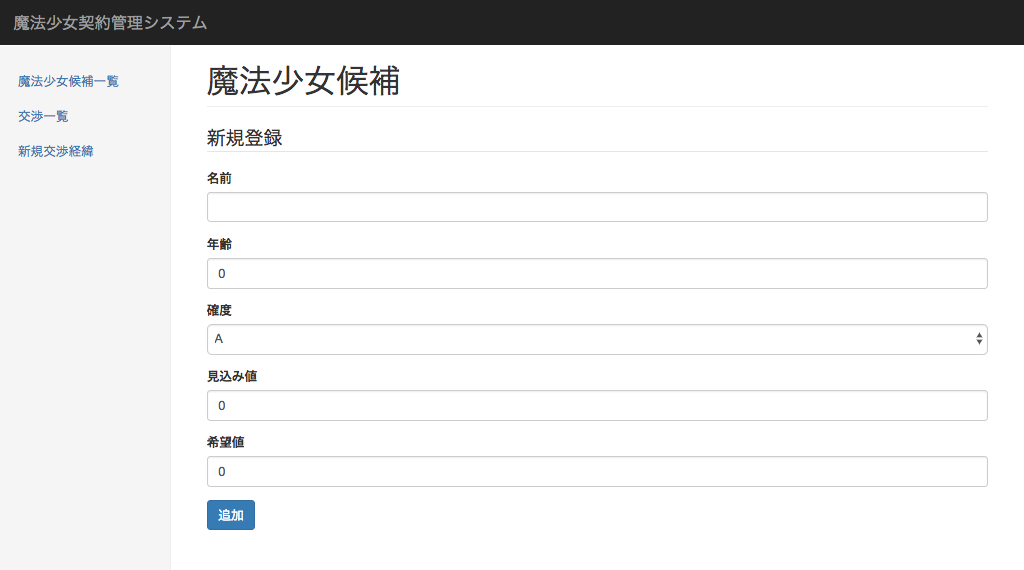 魔法少女契約管理システム
魔法少女候補一覧
交渉一覧
新規交渉経緯
魔法少女候補
新規登録
名前
年齢
0
確度
A
見込み値
0
希望値
0
追加